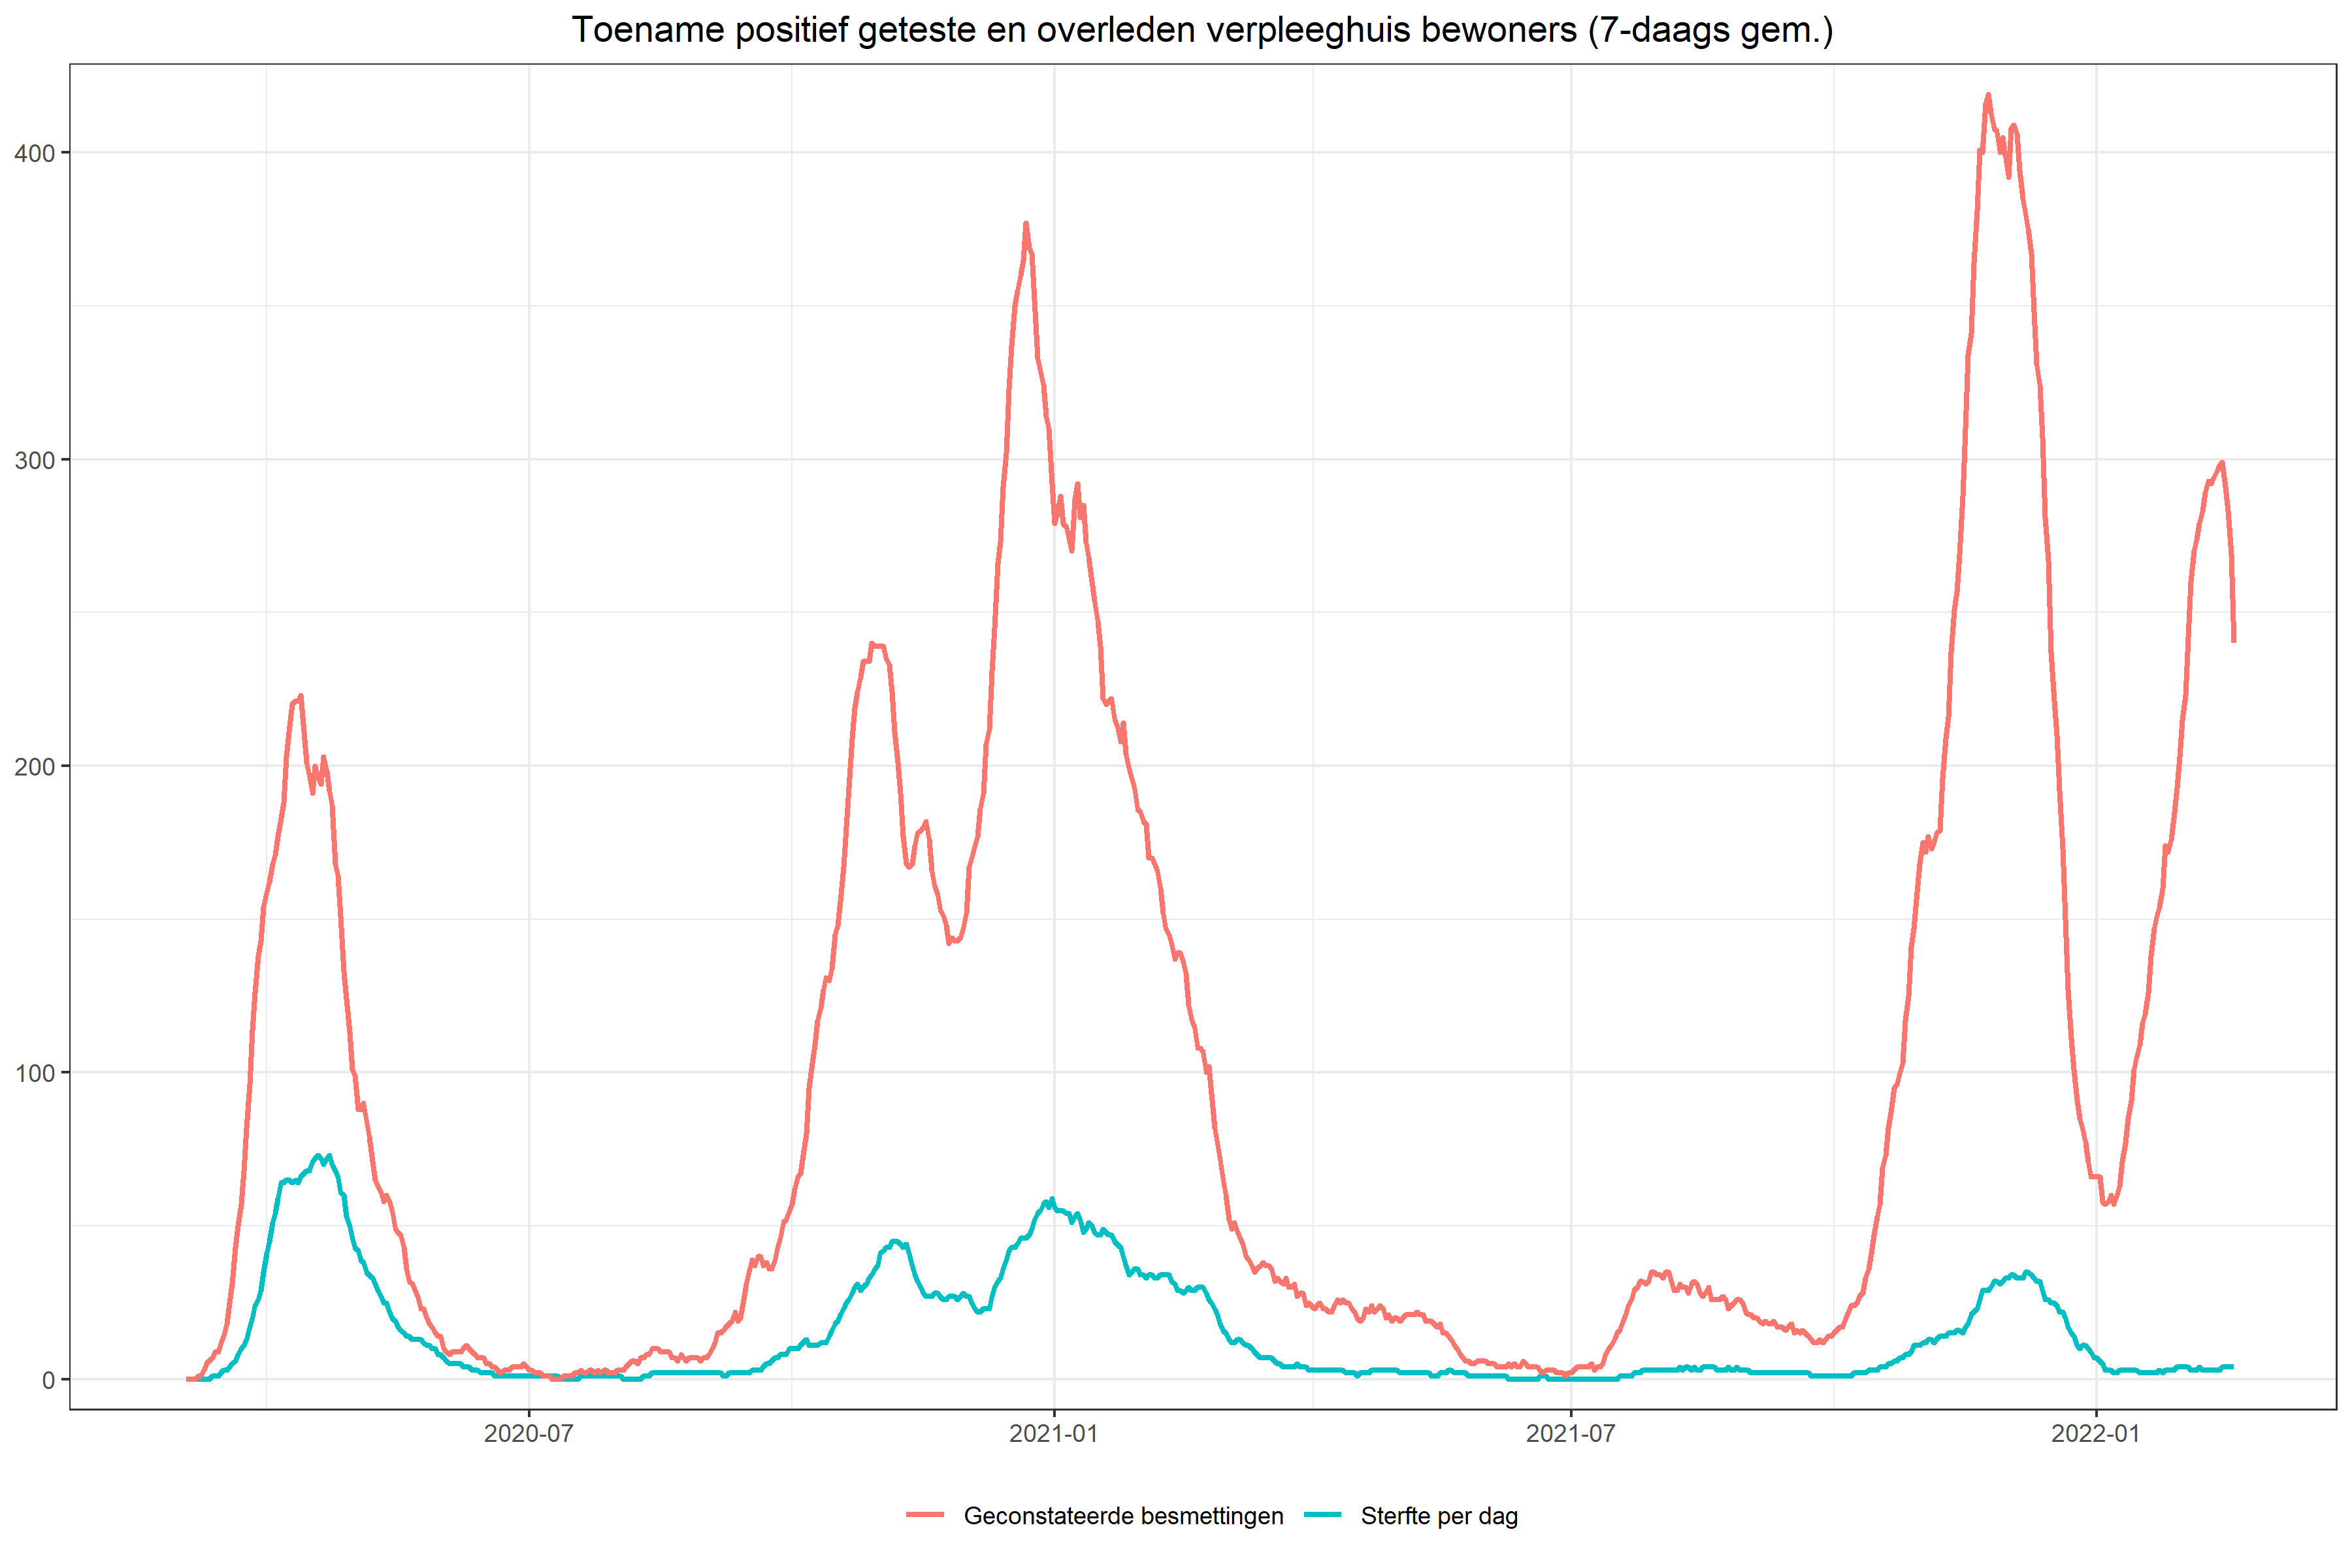 Toename positief geteste en overleden verpleeghuis bewoners (7-daags gem.)
400
300
200
100
0
2020-07 2021-01 2021-07 2022-01
Geconstateerde besmettingen Sterfte per dag